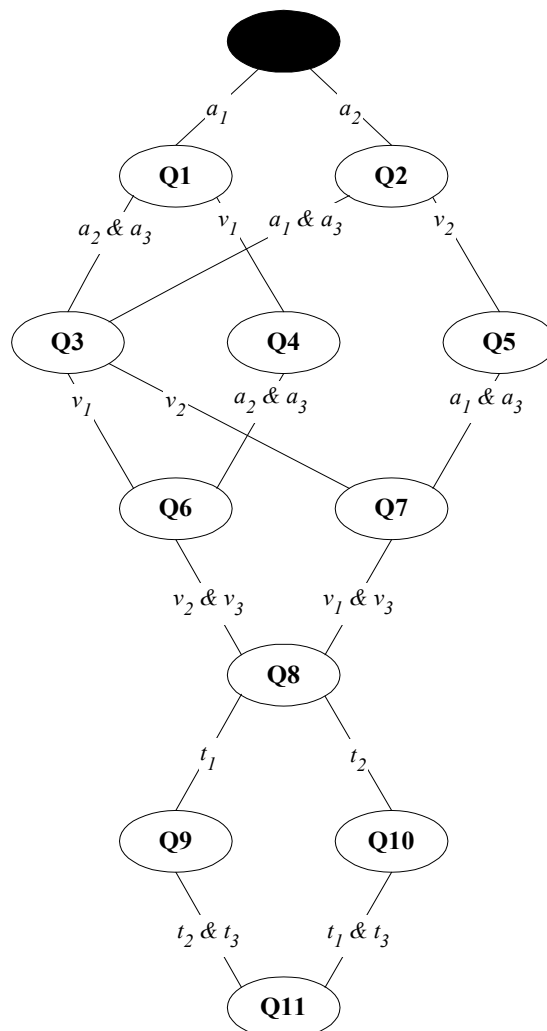 a₁ a₂
Q1 Q2
a₂ & a₃ v₁ a₁ & a₃ v₂
Q3 Q4 Q5
v₁ v₂ a₂ & a₃ a₁ & a₃
Q6 Q7
v₂ & v₃ v₁ & v₃
Q8
t₁ t₂
Q9 Q10
t₂ & t₃ t₁ & t₃
Q11